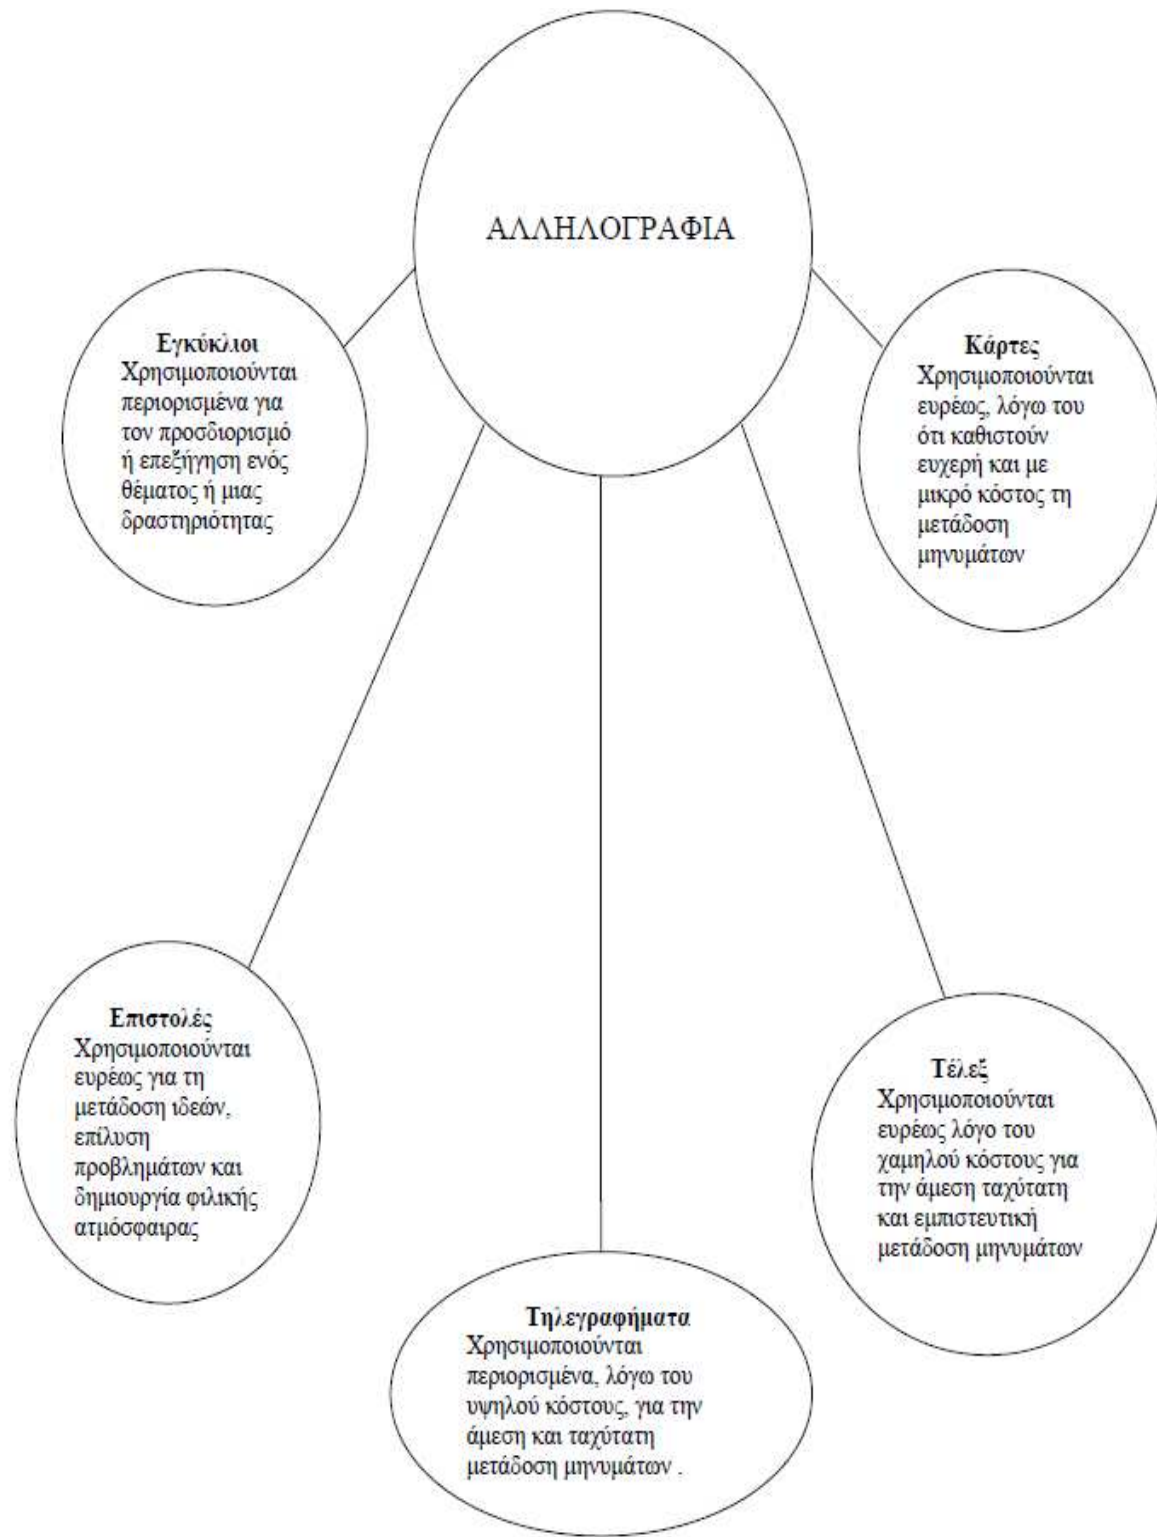 ΑΛΛΗΛΟΓΡΑΦΙΑ
Εγκύκλιοι
Χρησιμοποιούνται
περιορισμένα για
τον προσδιορισμό
ή επεξήγηση ενός
θέματος ή μιας
δραστηριότητας
Κάρτες
Χρησιμοποιούνται
ευρέως, λόγω του
ότι καθιστούν
ευχερή και με
μικρό κόστος τη
μετάδοση
μηνυμάτων
Επιστολές
Χρησιμοποιούνται
ευρέως για τη
μετάδοση ιδεών,
επίλυση
προβλημάτων και
δημιουργία φιλικής
ατμόσφαιρας
Τέλεξ
Χρησιμοποιούνται
ευρέως λόγο του
χαμηλού κόστους για
την άμεση ταχύτατη
και εμπιστευτική
μετάδοση μηνυμάτων
Τηλεγραφήματα
Χρησιμοποιούνται
περιορισμένα, λόγω του
υψηλού κόστους, για την
άμεση και ταχύτατη
μετάδοση μηνυμάτων .